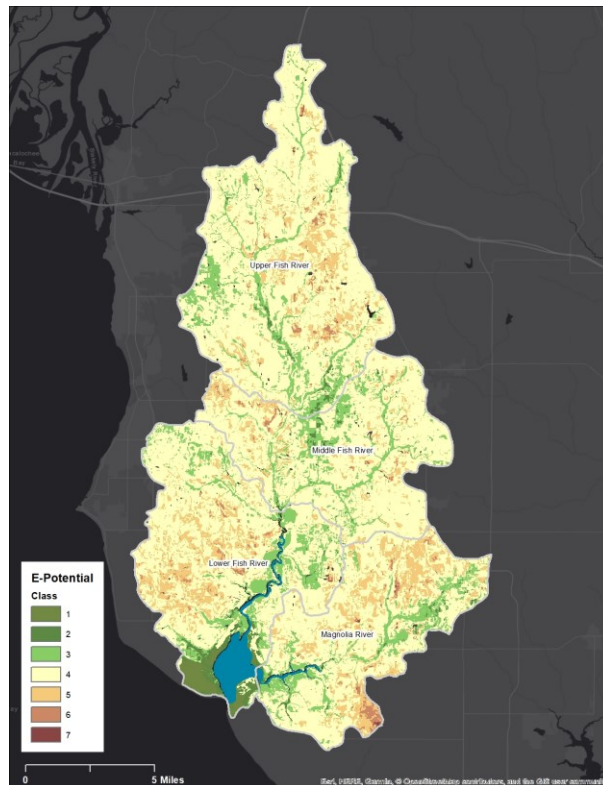 Bay
Upper Fish River
Middle Fish River
Lower Fish River
Magnolia River
E-Potential
Class
1
2
3
4
5
6
7
0 5 Miles
Esri, HERE, Garmin, © OpenStreetMap contributors, and the GIS user community